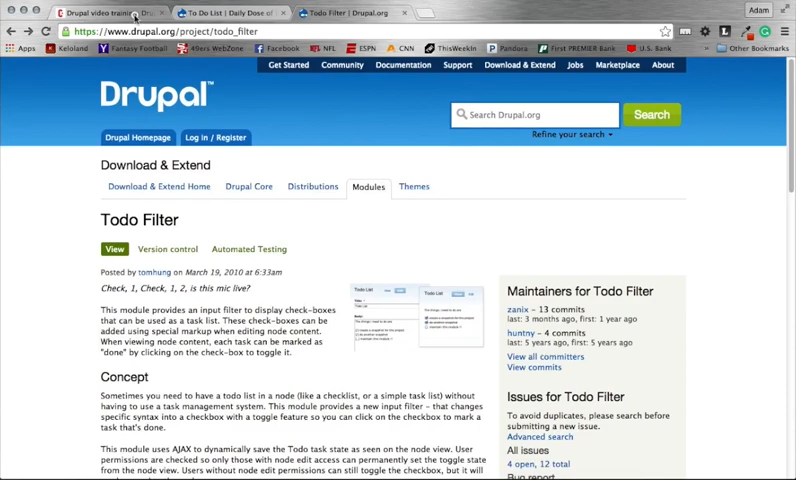 Drupal video training, Dru
To Do List | Daily Dose of
Todo Filter | Drupal.org
Adam
https://www.drupal.org/project/todo_filter
Apps
Keloland
Fantasy Football
49ers WebZone
Facebook
NFL
ESPN
CNN
ThisWeekIn
Pandora
First PREMIER Bank
U.S. Bank
Other Bookmarks
Get Started
Community
Documentation
Support
Download & Extend
Jobs
Marketplace
About
Drupal™
Search Drupal.org
Search
Refine your search
Drupal Homepage
Log in / Register
Download & Extend
Download & Extend Home
Drupal Core
Distributions
Modules
Themes
Todo Filter
View
Version control
Automated Testing
Posted by tomhung on March 19, 2010 at 6:33am
Check, 1, Check, 1, 2, is this mic live?
This module provides an input filter to display check-boxes
that can be used as a task list. These check-boxes can be
added using special markup when editing node content.
When viewing node content, each task can be marked as
"done" by clicking on the check-box to toggle it.
Todo List
Todo List
Concept
Sometimes you need to have a todo list in a node (like a checklist, or a simple task list) without
having to use a task management system. This module provides a new input filter - that changes
specific syntax into a checkbox with a toggle feature so you can click on the checkbox to mark a
task that's done.
This module uses AJAX to dynamically save the Todo task state as seen on the node view. User
permissions are checked so only those with node edit access can permanently set the toggle state
from the node view. Users without node edit permissions can still toggle the checkbox, but it will
Maintainers for Todo Filter
zanix - 13 commits
last: 3 months ago, first: 1 year ago
huntny - 4 commits
last: 5 years ago, first: 5 years ago
View all committers
View commits
Issues for Todo Filter
To avoid duplicates, please search before
submitting a new issue.
Advanced search
All issues
4 open, 12 total
Bug report